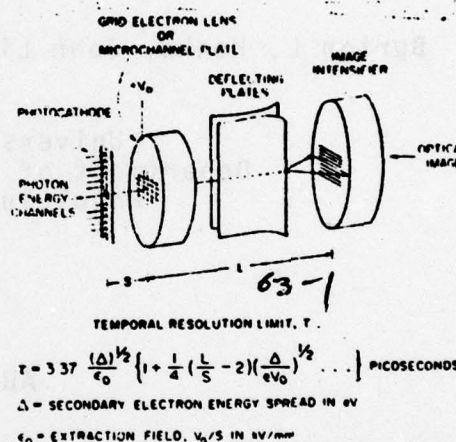 GRID ELECTRON LENS
OR
MICROCHANNEL PLATE
+V₀
PHOTOCATHODE
DEFLECTING
PLATES
IMAGE
INTENSIFIER
PHOTON
ENERGY
CHANNELS
OPTICAL
IMAGE
S
L
63-1
TEMPORAL RESOLUTION LIMIT, τ.
τ = 3.37 (Δ)^1/2/ε₀ {1 + 1/4 (L/S - 2)(Δ/eV₀)^1/2 ...} PICOSECONDS
Δ = SECONDARY ELECTRON ENERGY SPREAD IN eV
ε₀ = EXTRACTION FIELD, V₀/S IN kV/mm